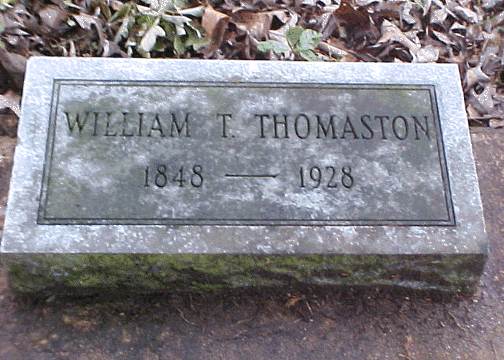 WILLIAM T. THOMASTON
1848 — 1928